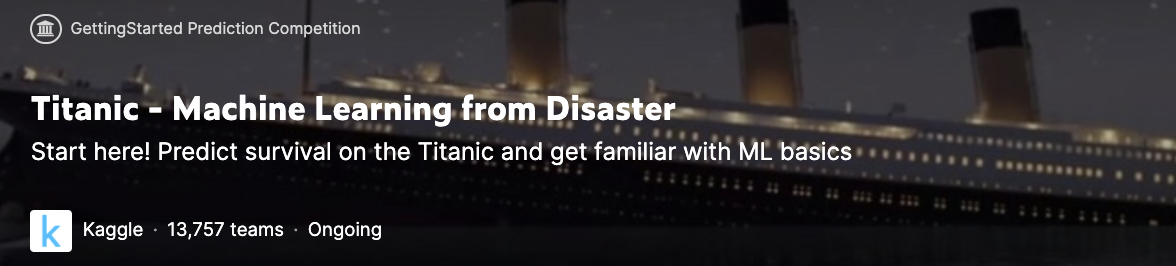 GettingStarted Prediction Competition
Titanic - Machine Learning from Disaster
Start here! Predict survival on the Titanic and get familiar with ML basics
k
Kaggle · 13,757 teams · Ongoing